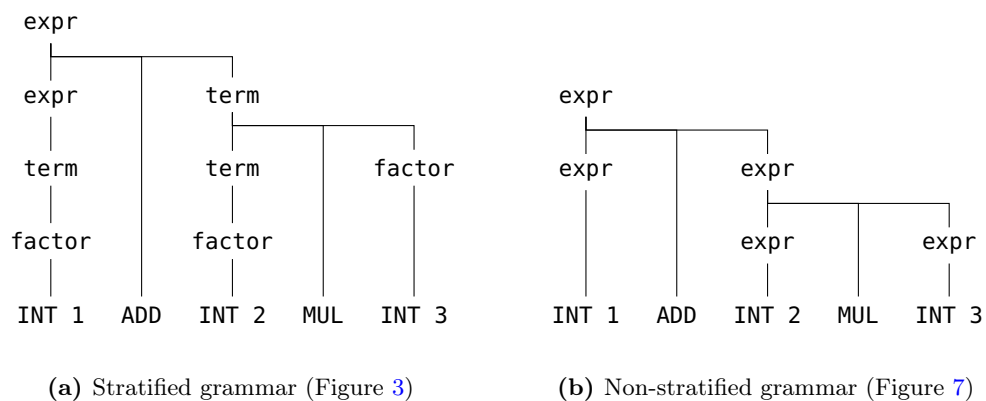 expr
expr term expr
term term factor expr expr
factor factor expr expr
INT 1 ADD INT 2 MUL INT 3 INT 1 ADD INT 2 MUL INT 3
(a) Stratified grammar (Figure 3) (b) Non-stratified grammar (Figure 7)